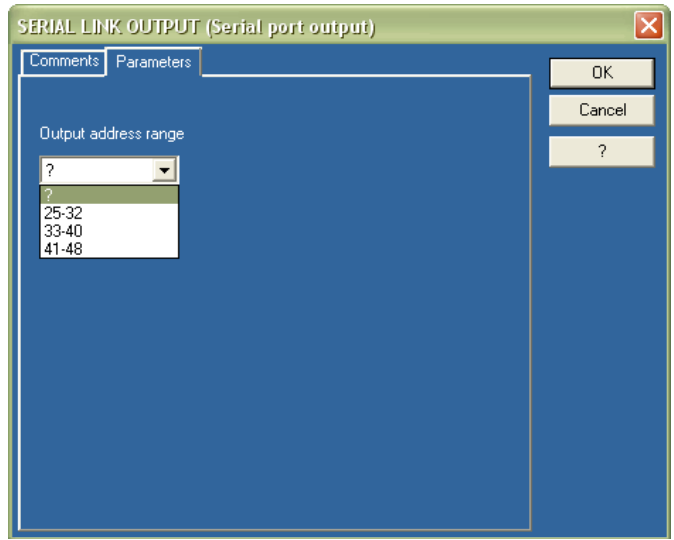 SERIAL LINK OUTPUT (Serial port output)
Comments
Parameters
OK
Cancel
?
Output address range
?
?
25-32
33-40
41-48